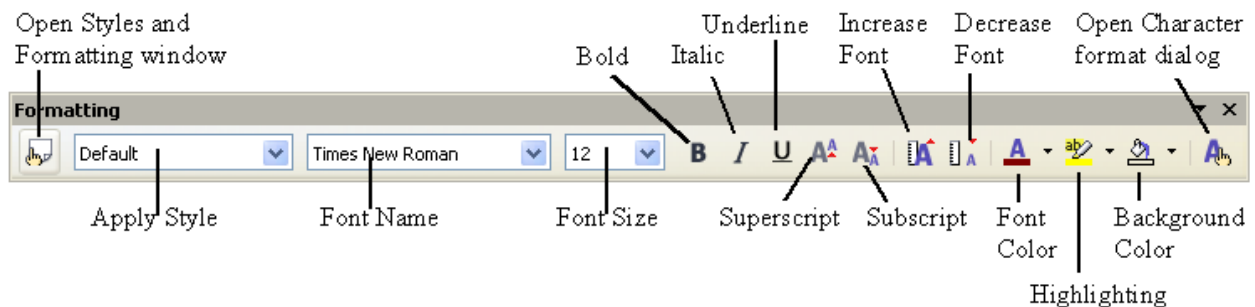 Open Styles and
Formatting window
Bold
Italic
Underline
Increase
Font
Decrease
Font
Open Character
format dialog
Formatting
Default
Times New Roman
12
B I U
Apply Style
Font Name
Font Size
Superscript
Subscript
Font
Color
Highlighting
Background
Color